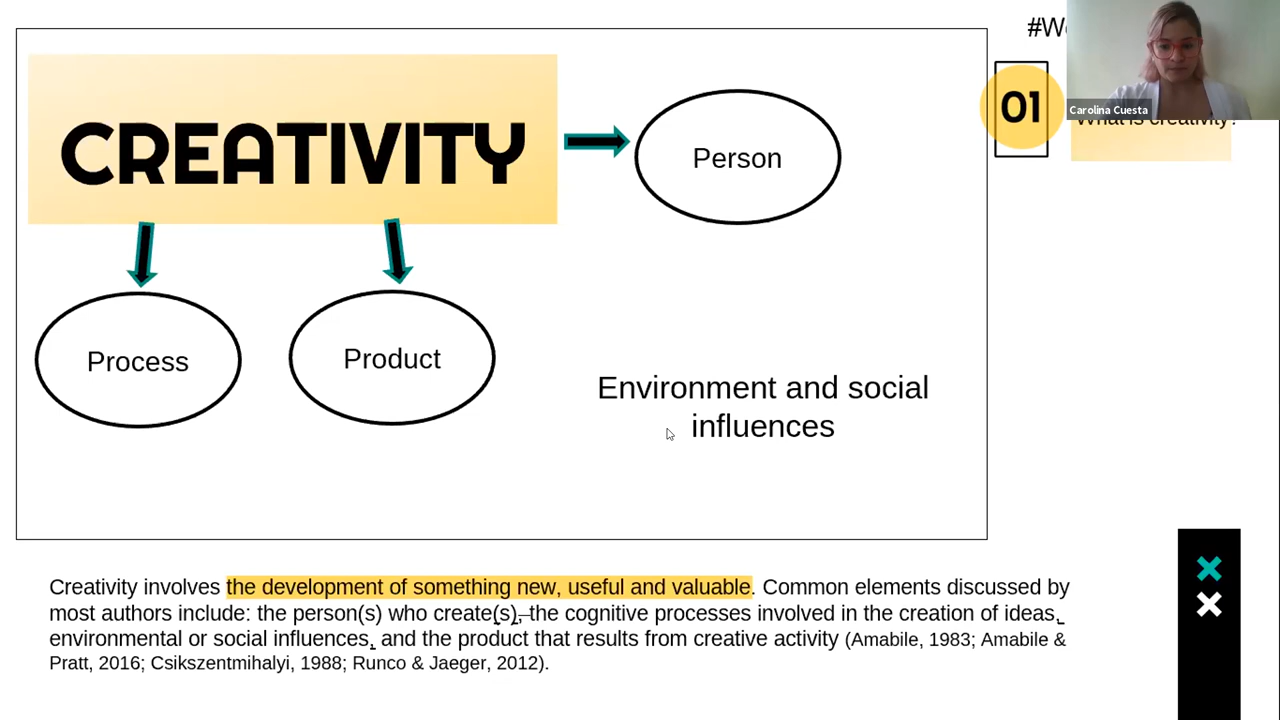 #W
Carolina Cuesta
01
What is creativity?
CREATIVITY
Person
Process
Product
Environment and social
influences
Creativity involves the development of something new, useful and valuable. Common elements discussed by
most authors include: the person(s) who create(s), the cognitive processes involved in the creation of ideas,
environmental or social influences, and the product that results from creative activity (Amabile, 1983; Amabile &
Pratt, 2016; Csikszentmihalyi, 1988; Runco & Jaeger, 2012).